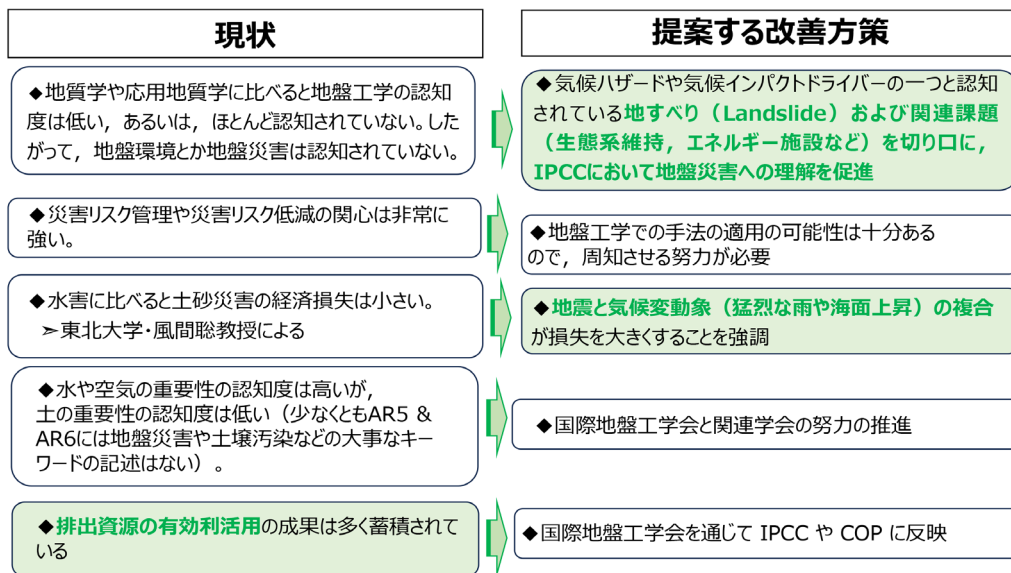 現状
提案する改善方策
◆地質学や応用地質学に比べると地盤工学の認知
度は低い，あるいは，ほとんど認知されていない。した
がって，地盤環境とか地盤災害は認知されていない。
◆気候ハザードや気候インパクトドライバーの一つと認知
されている地すべり（Landslide）および関連課題
（生態系維持，エネルギー施設など）を切り口に，
IPCCにおいて地盤災害への理解を促進
◆災害リスク管理や災害リスク低減の関心は非常に
強い。
◆地盤工学での手法の適用の可能性は十分ある
ので，周知させる努力が必要
◆水害に比べると土砂災害の経済損失は小さい。
➢東北大学・風間聡教授による
◆地震と気候変動象（猛烈な雨や海面上昇）の複合
が損失を大きくすることを強調
◆水や空気の重要性の認知度は高いが，
土の重要性の認知度は低い（少なくともAR5 &
AR6には地盤災害や土壌汚染などの大事なキー
ワードの記述はない）。
◆国際地盤工学会と関連学会の努力の推進
◆排出資源の有効利活用の成果は多く蓄積されて
いる
◆国際地盤工学会を通じて IPCC や COP に反映